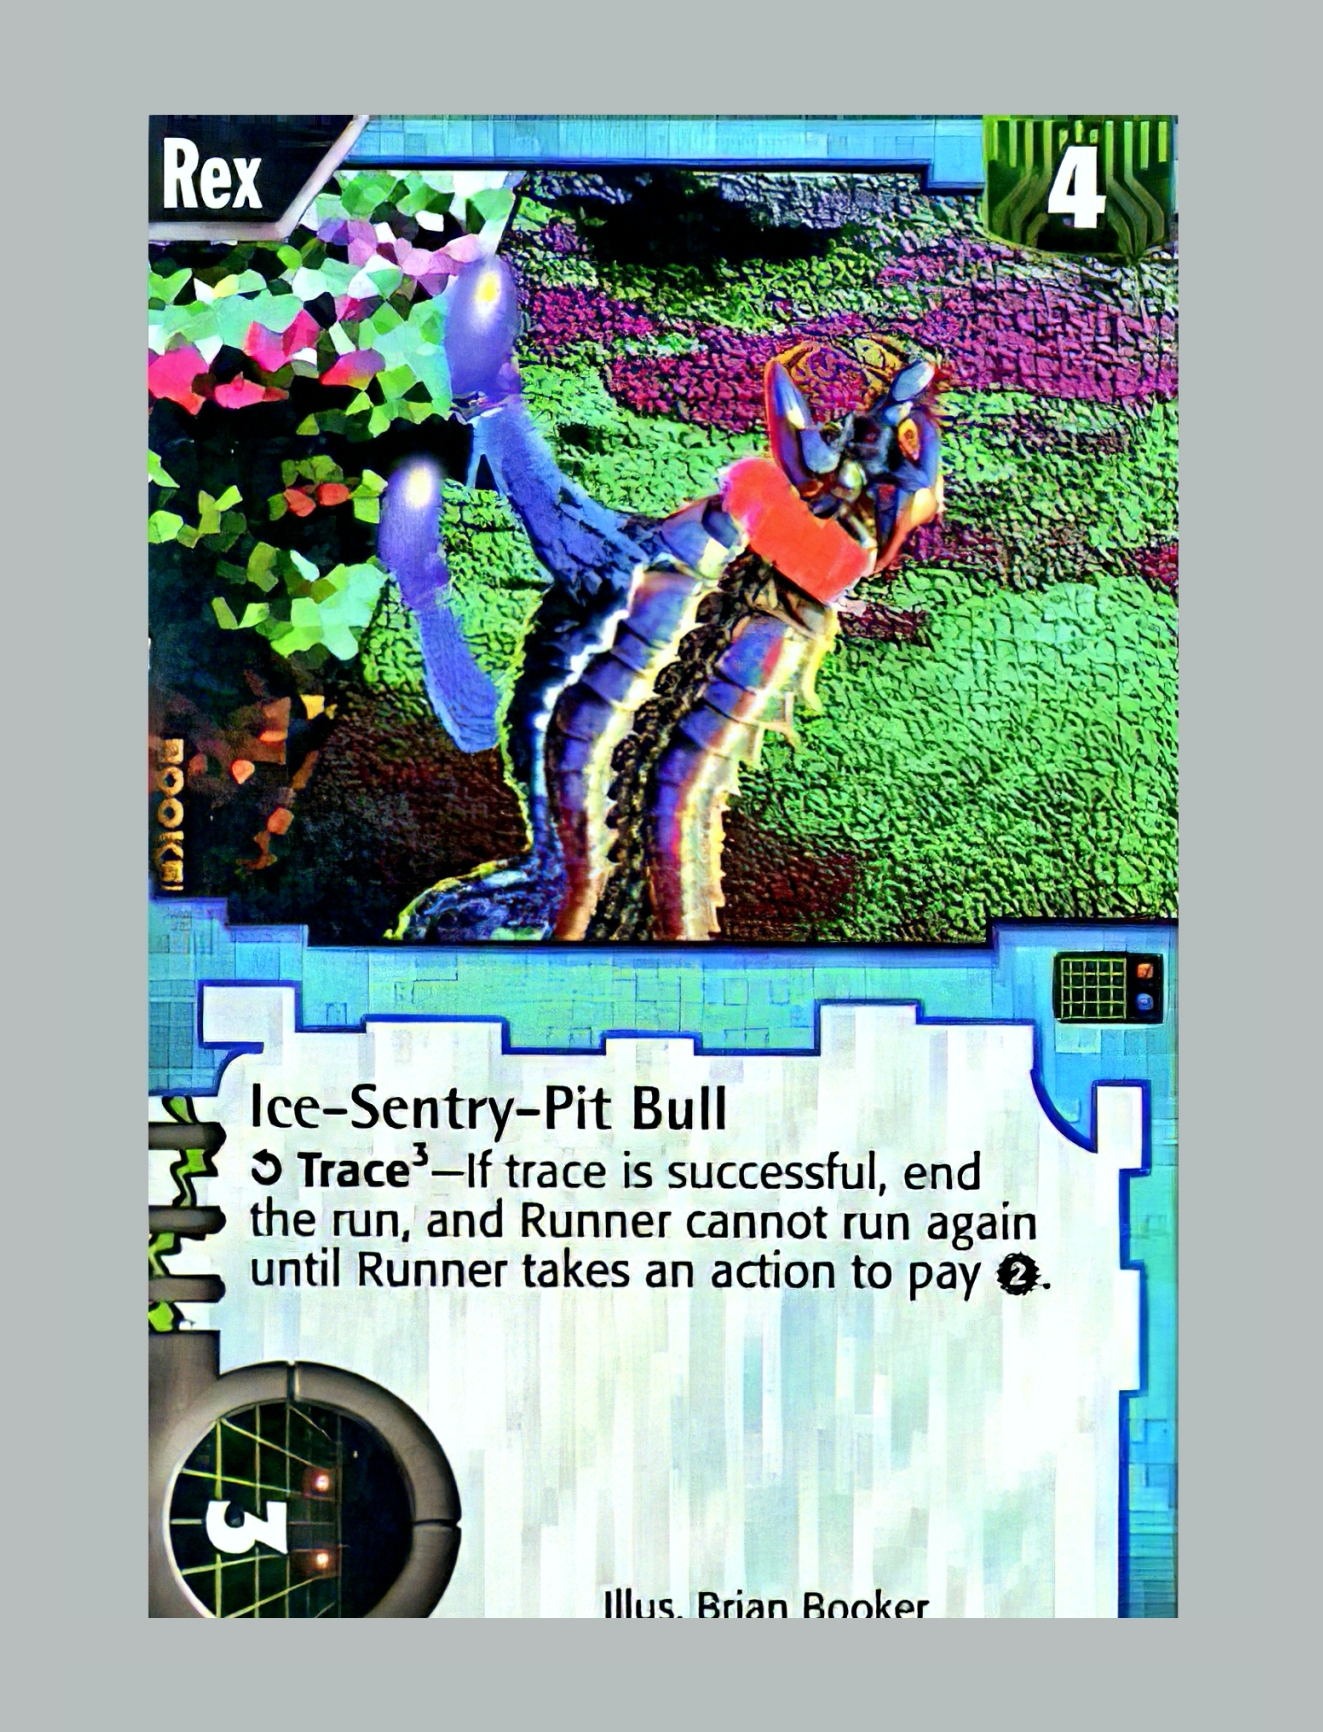 Rex
4
BOOKER
Ice-Sentry-Pit Bull
Trace³—If trace is successful, end
the run, and Runner cannot run again
until Runner takes an action to pay 2.
3
Illus. Brian Booker